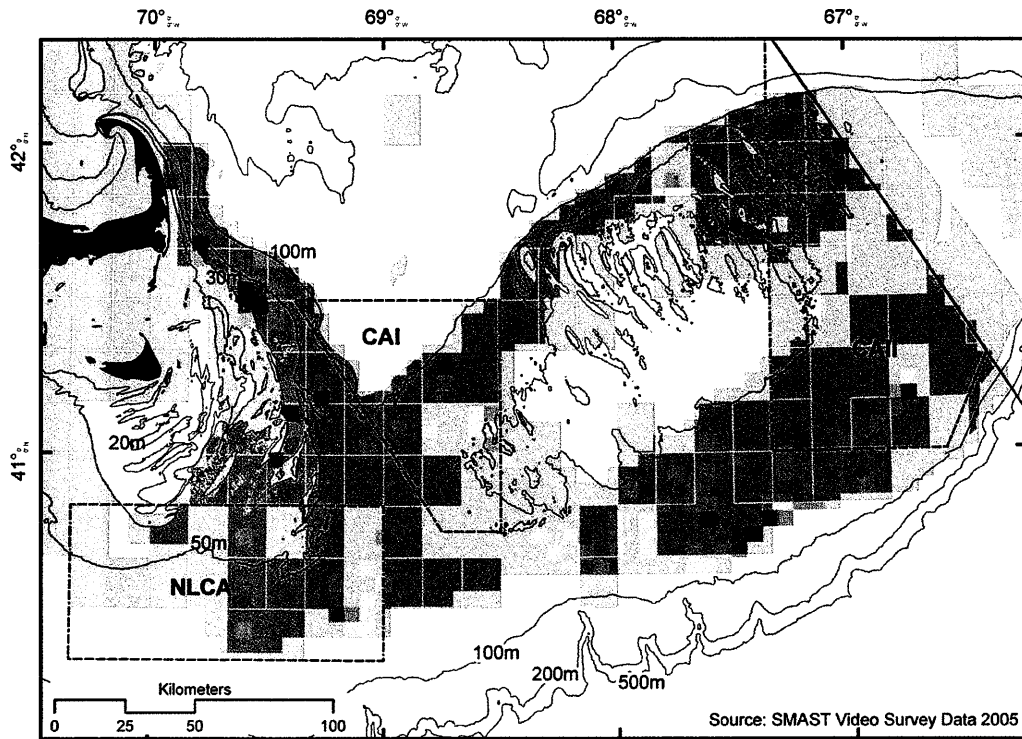 70° 69° 68° 67°
42°
100m
30m
CAI
20m
41°
50m
NLCA
100m
200m
500m
Kilometers
0 25 50 100
Source: SMAST Video Survey Data 2005